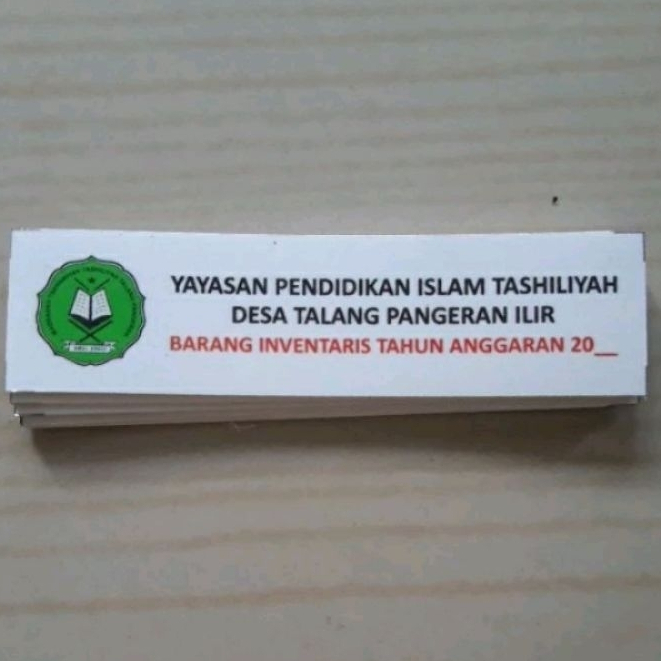 YAYASAN PENDIDIKAN ISLAM TASHILIYAH
DESA TALANG PANGERAN ILIR
BARANG INVENTARIS TAHUN ANGGARAN 20__